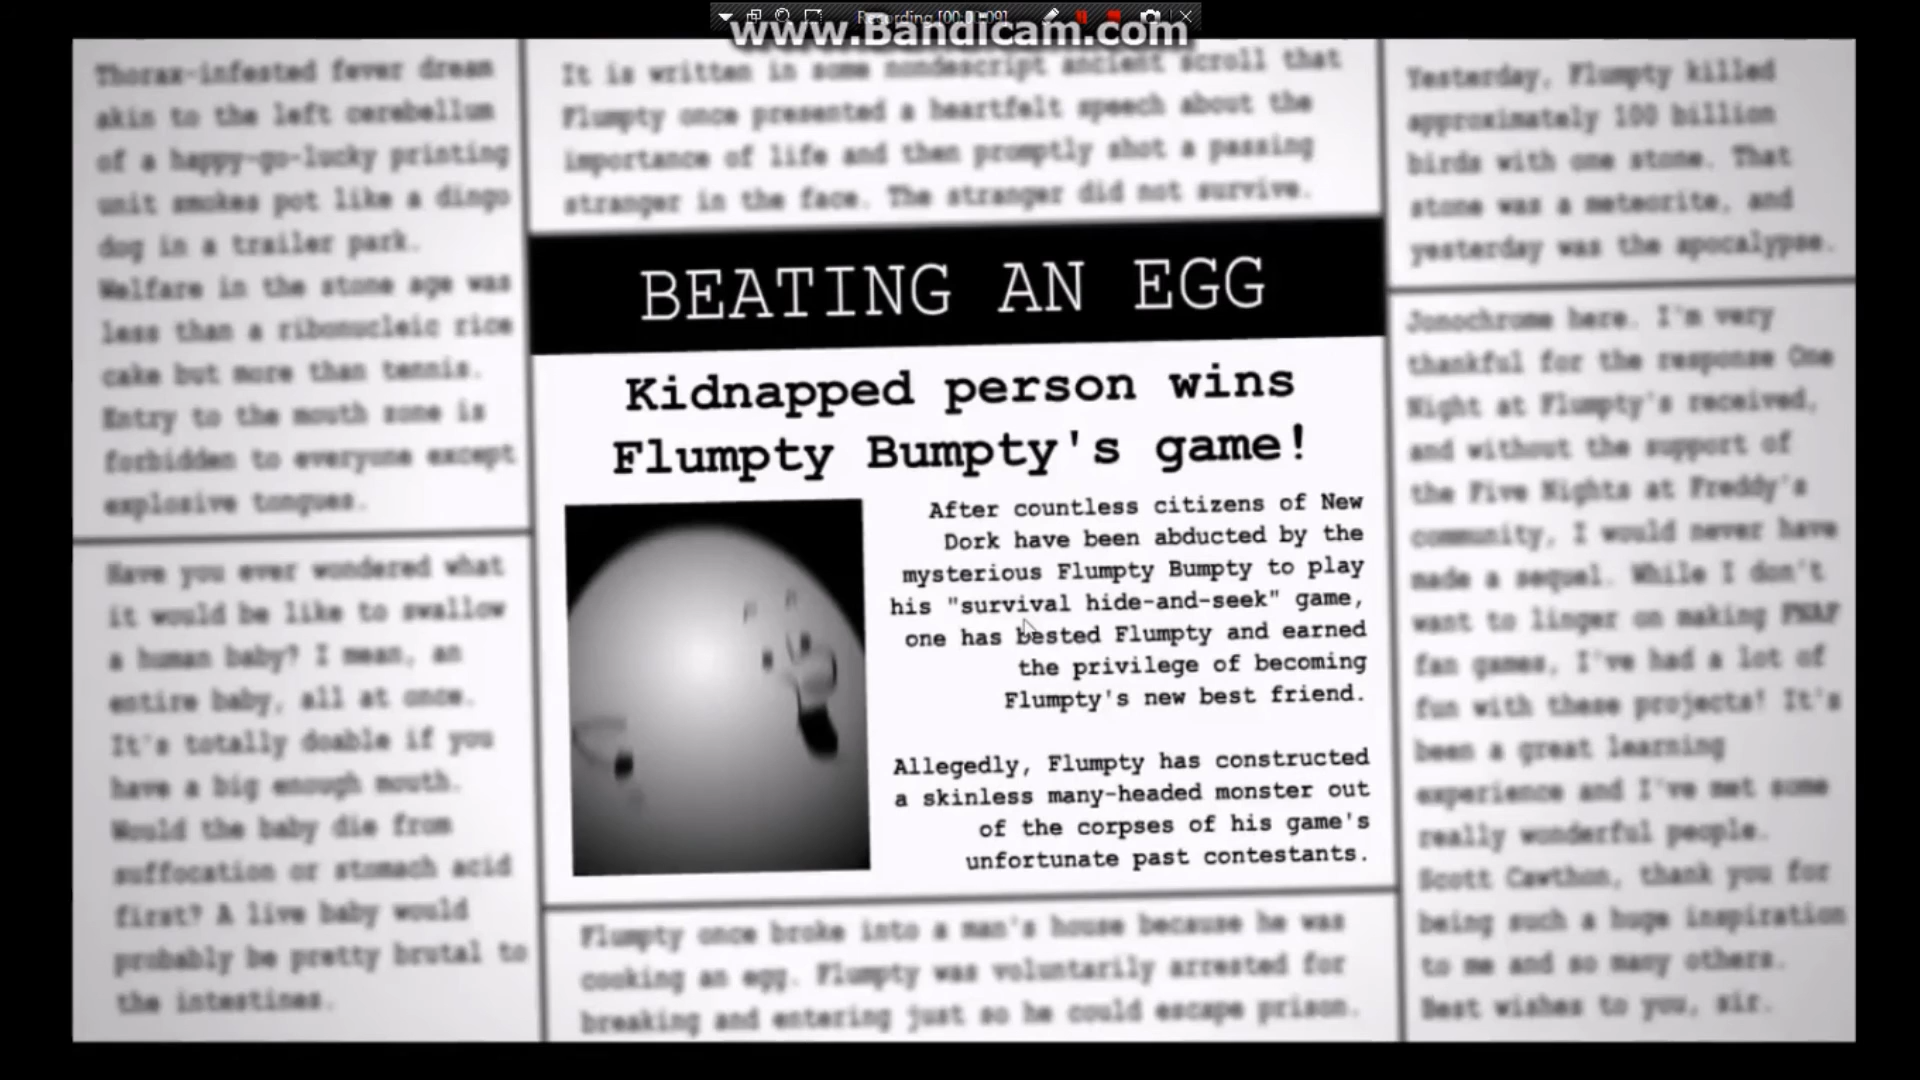 Recording [00:00:09]
www.Bandicam.com
Thorax-infested fever dream
akin to the left cerebellum
of a happy-go-lucky printing
unit smokes pot like a dingo
dog in a trailer park.
Welfare in the stone age was
less than a ribonucleic rice
cake but more than tennis.
Entry to the mouth zone is
forbidden to everyone except
explosive tongues.
Have you ever wondered what
it would be like to swallow
a human baby? I mean, an
entire baby, all at once.
It's totally doable if you
have a big enough mouth.
Would the baby die from
suffocation or stomach acid
first? A live baby would
probably be pretty brutal to
the intestines.
It is written in some nondescript ancient scroll that
Flumpty once presented a heartfelt speech about the
importance of life and then promptly shot a passing
stranger in the face. The stranger did not survive.
BEATING AN EGG
Kidnapped person wins
Flumpty Bumpty's game!
After countless citizens of New
Dork have been abducted by the
mysterious Flumpty Bumpty to play
his "survival hide-and-seek" game,
one has bested Flumpty and earned
the privilege of becoming
Flumpty's new best friend.
Allegedly, Flumpty has constructed
a skinless many-headed monster out
of the corpses of his game's
unfortunate past contestants.
Flumpty once broke into a man's house because he was
cooking an egg. Flumpty was voluntarily arrested for
breaking and entering just so he could escape prison.
Yesterday, Flumpty killed
approximately 100 billion
birds with one stone. That
stone was a meteorite, and
yesterday was the apocalypse.
Jonochrome here. I'm very
thankful for the response One
Night at Flumpty's received,
and without the support of
the Five Nights at Freddy's
community, I would never have
made a sequel. While I don't
want to linger on making FNAF
fan games, I've had a lot of
fun with these projects! It's
been a great learning
experience and I've met some
really wonderful people.
Scott Cawthon, thank you for
being such a huge inspiration
to me and so many others.
Best wishes to you, sir.